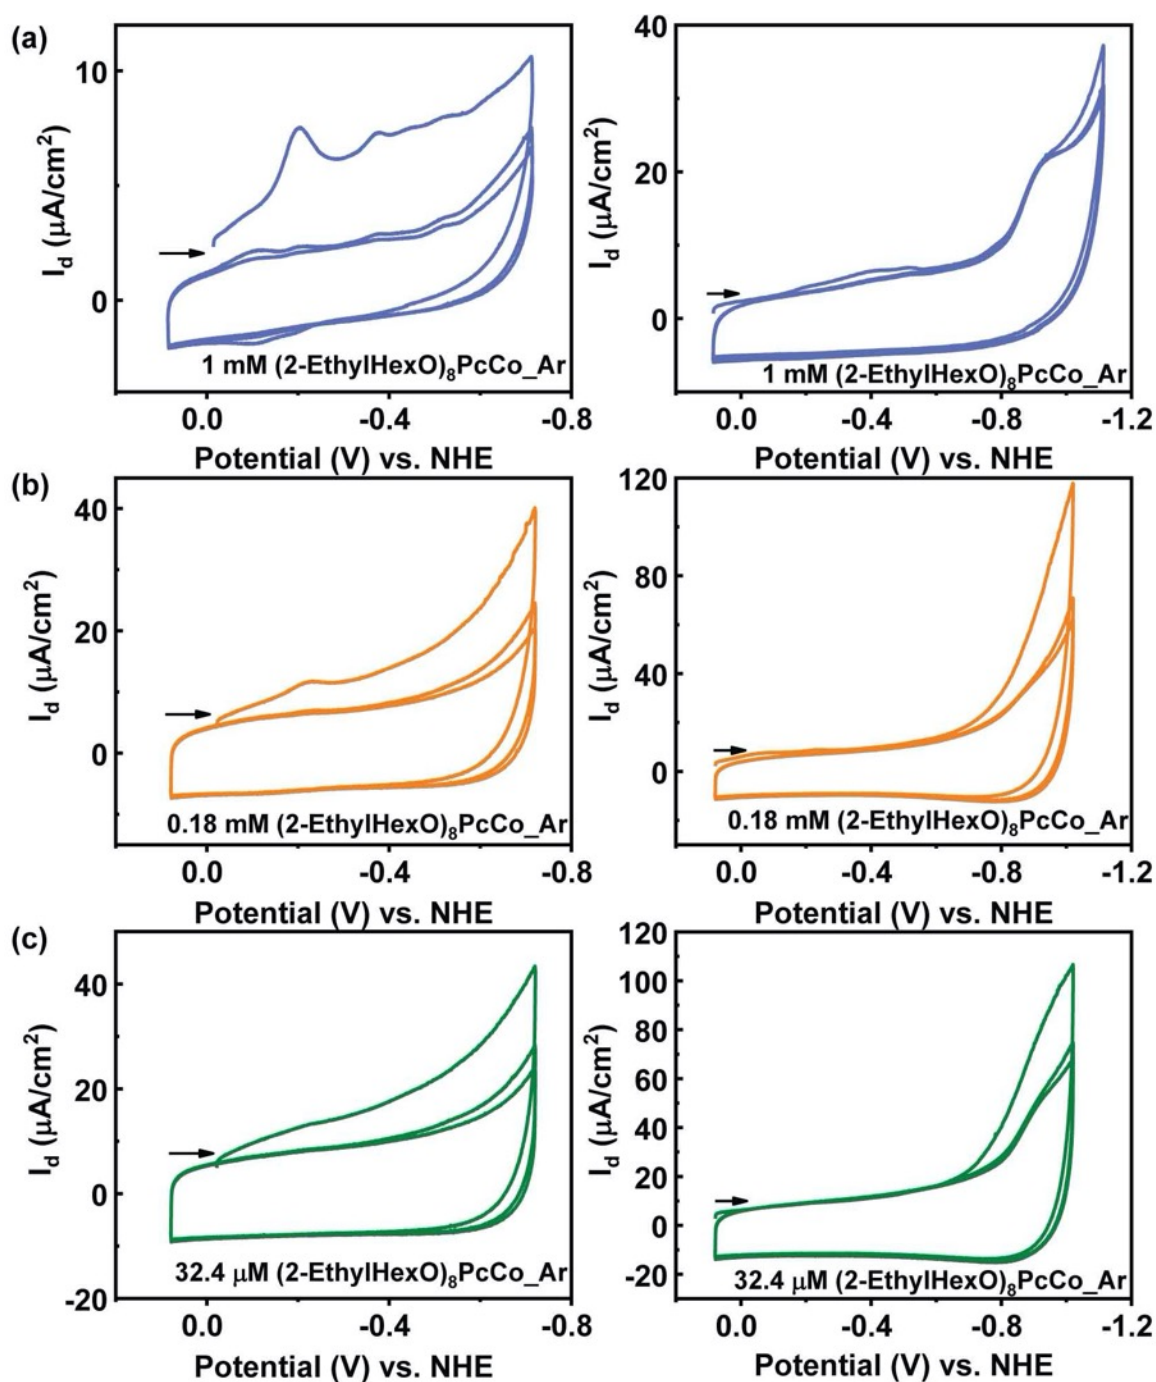 (a)
10
0
I_d (μA/cm²)
1 mM (2-EthylHexO)₈PcCo_Ar
0.0 -0.4 -0.8
Potential (V) vs. NHE
40
20
0
I_d (μA/cm²)
1 mM (2-EthylHexO)₈PcCo_Ar
0.0 -0.4 -0.8 -1.2
Potential (V) vs. NHE
(b)
40
20
0
I_d (μA/cm²)
0.18 mM (2-EthylHexO)₈PcCo_Ar
0.0 -0.4 -0.8
Potential (V) vs. NHE
120
80
40
0
I_d (μA/cm²)
0.18 mM (2-EthylHexO)₈PcCo_Ar
0.0 -0.4 -0.8 -1.2
Potential (V) vs. NHE
(c)
40
20
0
-20
I_d (μA/cm²)
32.4 μM (2-EthylHexO)₈PcCo_Ar
0.0 -0.4 -0.8
Potential (V) vs. NHE
120
100
80
60
40
20
0
-20
I_d (μA/cm²)
32.4 μM (2-EthylHexO)₈PcCo_Ar
0.0 -0.4 -0.8 -1.2
Potential (V) vs. NHE